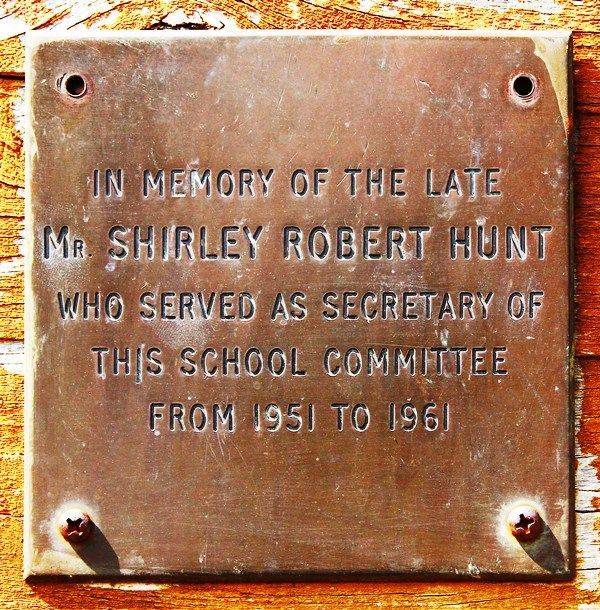 IN MEMORY OF THE LATE
MR. SHIRLEY ROBERT HUNT
WHO SERVED AS SECRETARY OF
THIS SCHOOL COMMITTEE
FROM 1951 TO 1961